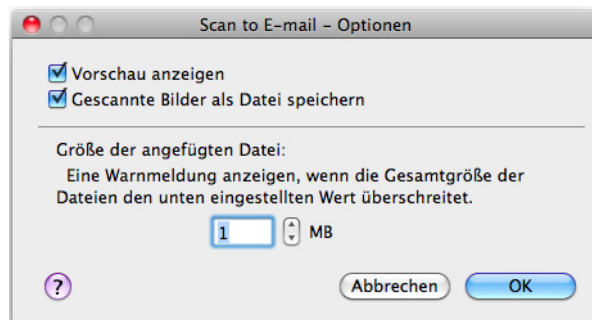 Scan to E-mail – Optionen
Vorschau anzeigen
Gescannte Bilder als Datei speichern
Größe der angefügten Datei:
Eine Warnmeldung anzeigen, wenn die Gesamtgröße der
Dateien den unten eingestellten Wert überschreitet.
1 MB
? Abbrechen OK